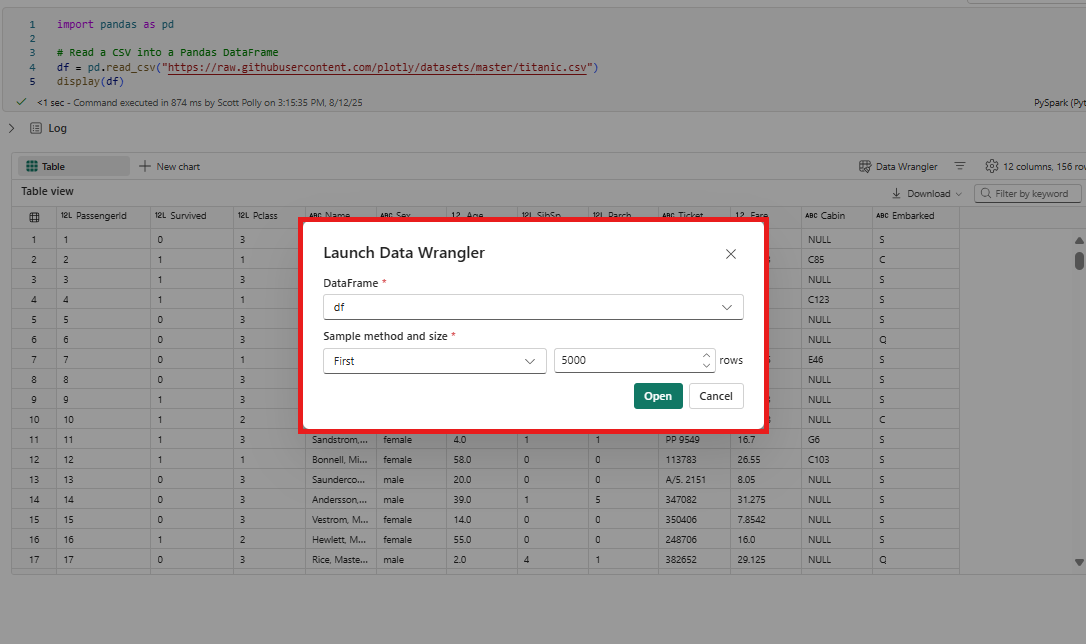 1 import pandas as pd
2
3 # Read a CSV into a Pandas DataFrame
4 df = pd.read_csv("https://raw.githubusercontent.com/plotly/datasets/master/titanic.csv")
5 display(df)
<1 sec - Command executed in 874 ms by Scott Polly on 3:15:35 PM, 8/12/25
PySpark (Pyt
Log
Table New chart Data Wrangler 12 columns, 156 ro
Table view Download Filter by keyword
12L PassengerId 12L Survived 12L Pclass ABC Name ABC Sex 12 Age 12L SibSp 12L Parch ABC Ticket 12 Fare ABC Cabin ABC Embarked
Launch Data Wrangler
DataFrame *
df
Sample method and size *
First 5000 rows
Open Cancel
1 1 0 3 NULL S
2 2 1 1 C85 C
3 3 1 3 NULL S
4 4 1 1 C123 S
5 5 0 3 NULL S
6 6 0 3 NULL Q
7 7 0 1 E46 S
8 8 0 3 NULL S
9 9 1 3 NULL S
10 10 1 2 NULL C
11 11 1 3 Sandstrom,... female 4.0 1 1 PP 9549 16.7 G6 S
12 12 1 1 Bonnell, Mi... female 58.0 0 0 113783 26.55 C103 S
13 13 0 3 Saunderco... male 20.0 0 0 A/5. 2151 8.05 NULL S
14 14 0 3 Andersson,... male 39.0 1 5 347082 31.275 NULL S
15 15 0 3 Vestrom, M... female 14.0 0 0 350406 7.8542 NULL S
16 16 1 2 Hewlett, M... female 55.0 0 0 248706 16.0 NULL S
17 17 0 3 Rice, Maste... male 2.0 4 1 382652 29.125 NULL Q